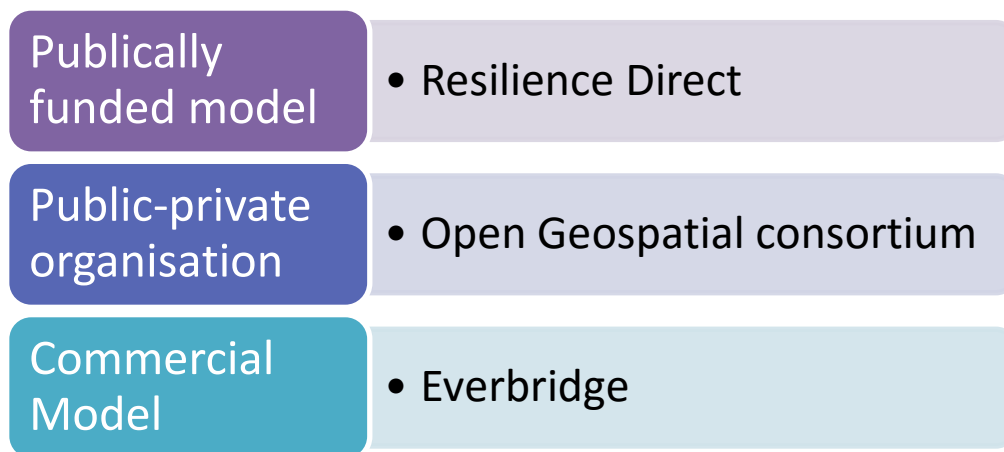 Publically
funded model
• Resilience Direct
Public-private
organisation
• Open Geospatial consortium
Commercial
Model
• Everbridge